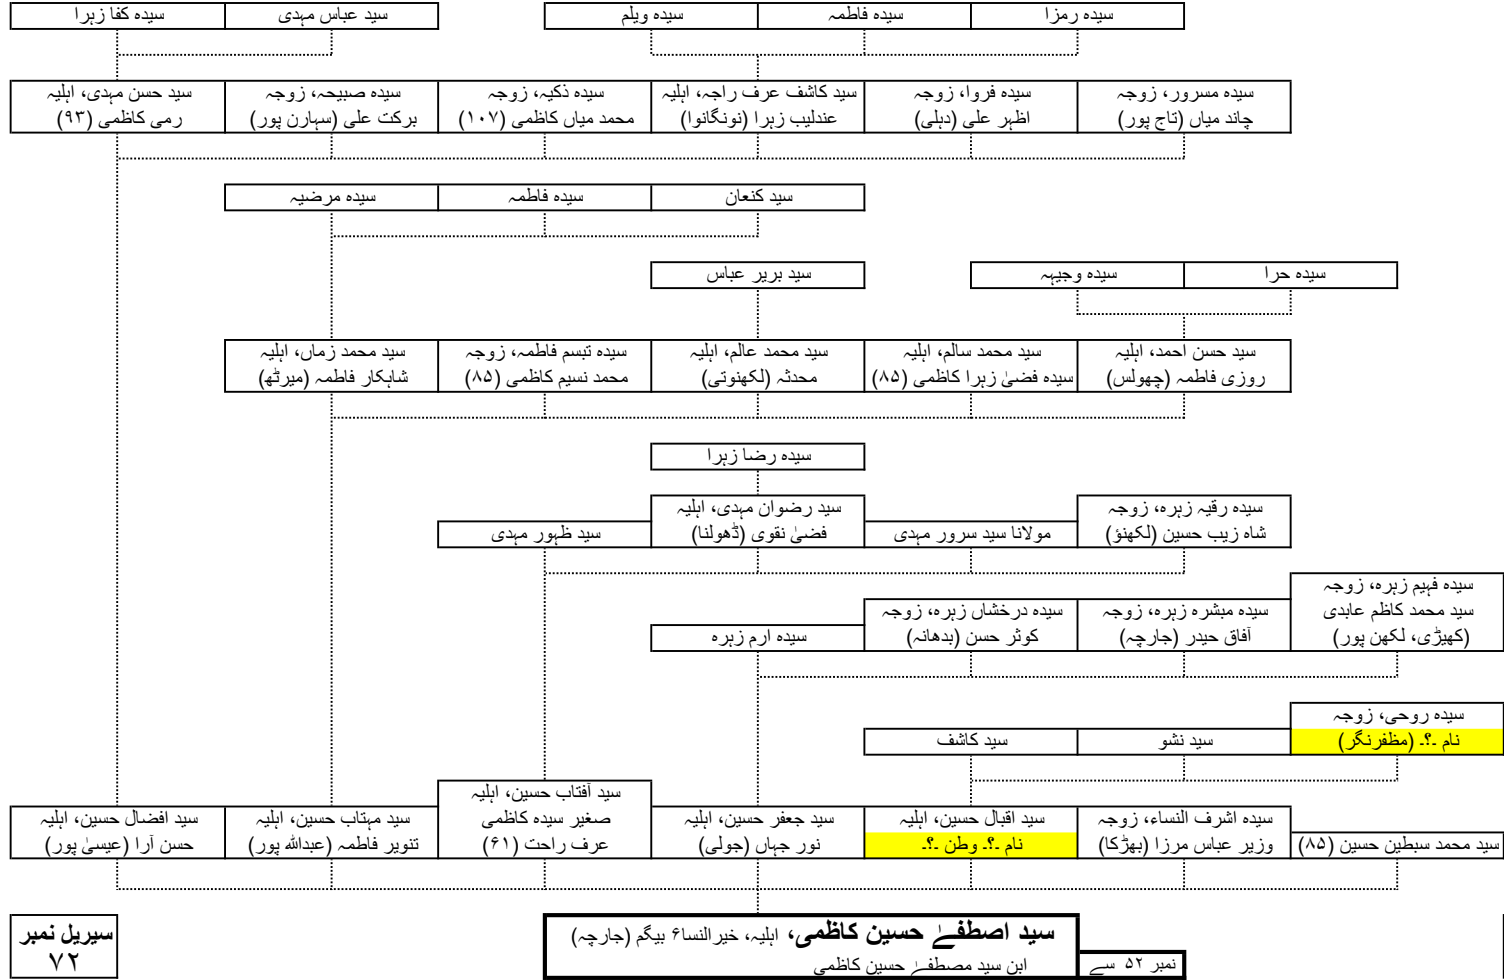 سیدہ رمزا
سیدہ فاطمہ
سیدہ ویلم
سید عباس مہدی
سیدہ کفا زہرا
سیدہ مسرور، زوجہ
چاند میاں (تاج پور)
سیدہ فروا، زوجہ
اظہر علی (دہلی)
سید کاشف عرف راجہ، اہلیہ
عندلیب زہرا (نونگانوا)
سیدہ ذکیہ، زوجہ
محمد میاں کاظمی (۱۰۷)
سیدہ صبیحہ، زوجہ
برکت علی (سہارن پور)
سید حسن مہدی، اہلیہ
رمی کاظمی (۹۳)
سید کنعان
سیدہ فاطمہ
سیدہ مرضیہ
سیدہ حرا
سیدہ وجیہہ
سید بریر عباس
سید حسن احمد، اہلیہ
روزی فاطمہ (چھولس)
سید محمد سالم، اہلیہ
سیدہ فضیٰ زہرا کاظمی (۸۵)
سید محمد عالم، اہلیہ
محدثہ (لکھنوتی)
سیدہ تبسم فاطمہ، زوجہ
محمد نسیم کاظمی (۸۵)
سید محمد زماں، اہلیہ
شاہکار فاطمہ (میرٹھ)
سیدہ رضا زہرا
سیدہ رقیہ زہرہ، زوجہ
شاہ زیب حسین (لکھنؤ)
مولانا سید سرور مہدی
سید رضوان مہدی، اہلیہ
فضیٰ نقوی (ڈھولنا)
سید ظہور مہدی
سیدہ فہیم زہرہ، زوجہ
سید محمد کاظم عابدی
(کھیڑی، لکھن پور)
سیدہ مبشرہ زہرہ، زوجہ
آفاق حیدر (جارچہ)
سیدہ درخشاں زہرہ، زوجہ
کوثر حسن (بدھانہ)
سیدہ ارم زہرہ
سیدہ روحی، زوجہ
نام ۔؟۔ (مظفرنگر)
سید نشو
سید کاشف
سید محمد سبطین حسین (۸۵)
سیدہ اشرف النساء، زوجہ
وزیر عباس مرزا (بھڑکا)
سید اقبال حسین، اہلیہ
نام ۔؟۔ وطن ۔؟۔
سید جعفر حسین، اہلیہ
نور جہاں (جولی)
سید آفتاب حسین، اہلیہ
صغیر سیدہ کاظمی
عرف راحت (۶۱)
سید مہتاب حسین، اہلیہ
تنویر فاطمہ (عبداللہ پور)
سید افضال حسین، اہلیہ
حسن آرا (عیسیٰ پور)
سید اصطفےٰ حسین کاظمی، اہلیہ، خیرالنساء بیگم (جارچہ)
ابن سید مصطفےٰ حسین کاظمی
نمبر ۵۲ سے
سیریل نمبر
۷۲